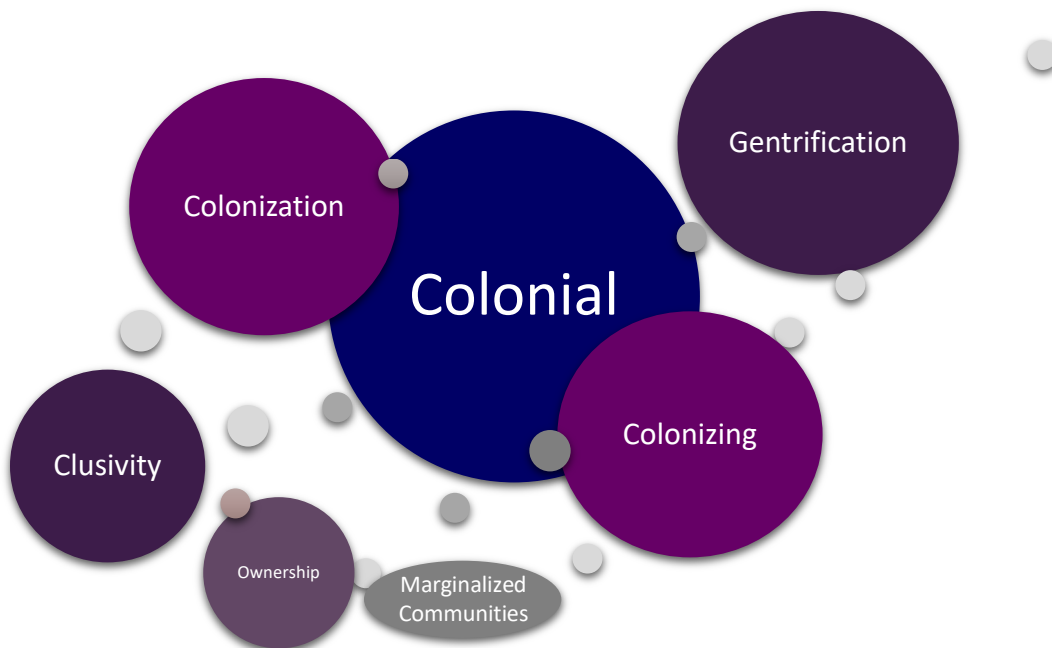 Gentrification
Colonization
Colonial
Colonizing
Clusivity
Ownership
Marginalized
Communities